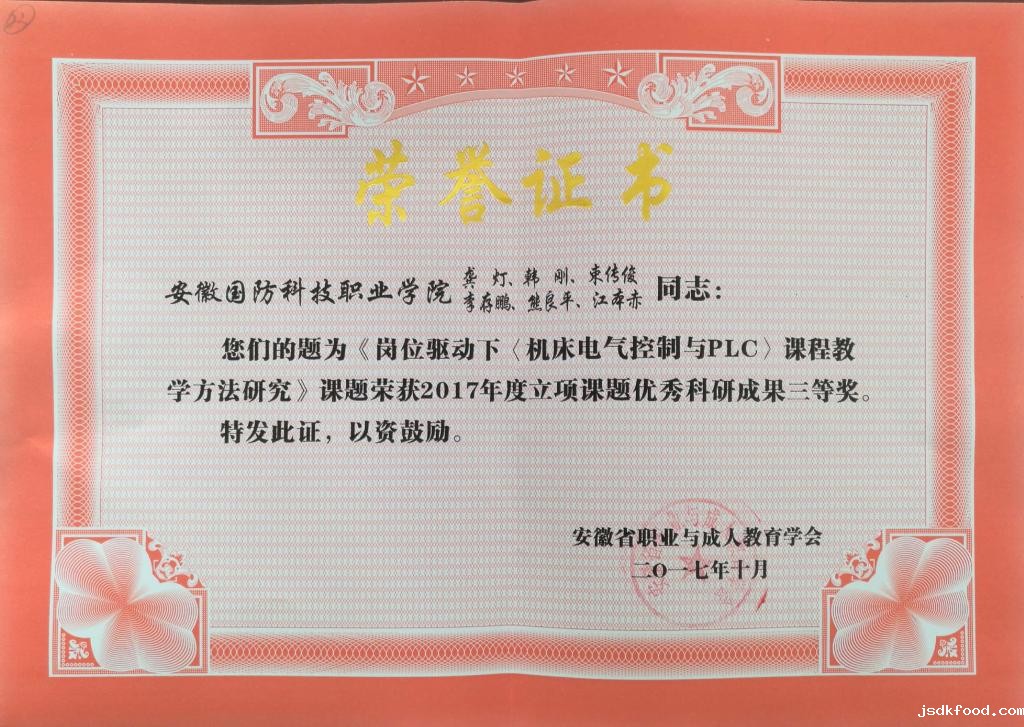 荣誉证书
安徽国防科技职业学院 龚灯、韩刚、束传俊、
李存鹏、熊良平、江本赤 同志：
您们的题为《岗位驱动下〈机床电气控制与PLC〉课程教
学方法研究》课题荣获2017年度立项课题优秀科研成果三等奖。
特发此证，以资鼓励。
安徽省职业与成人教育学会
二〇一七年十月
jsdkfood.com